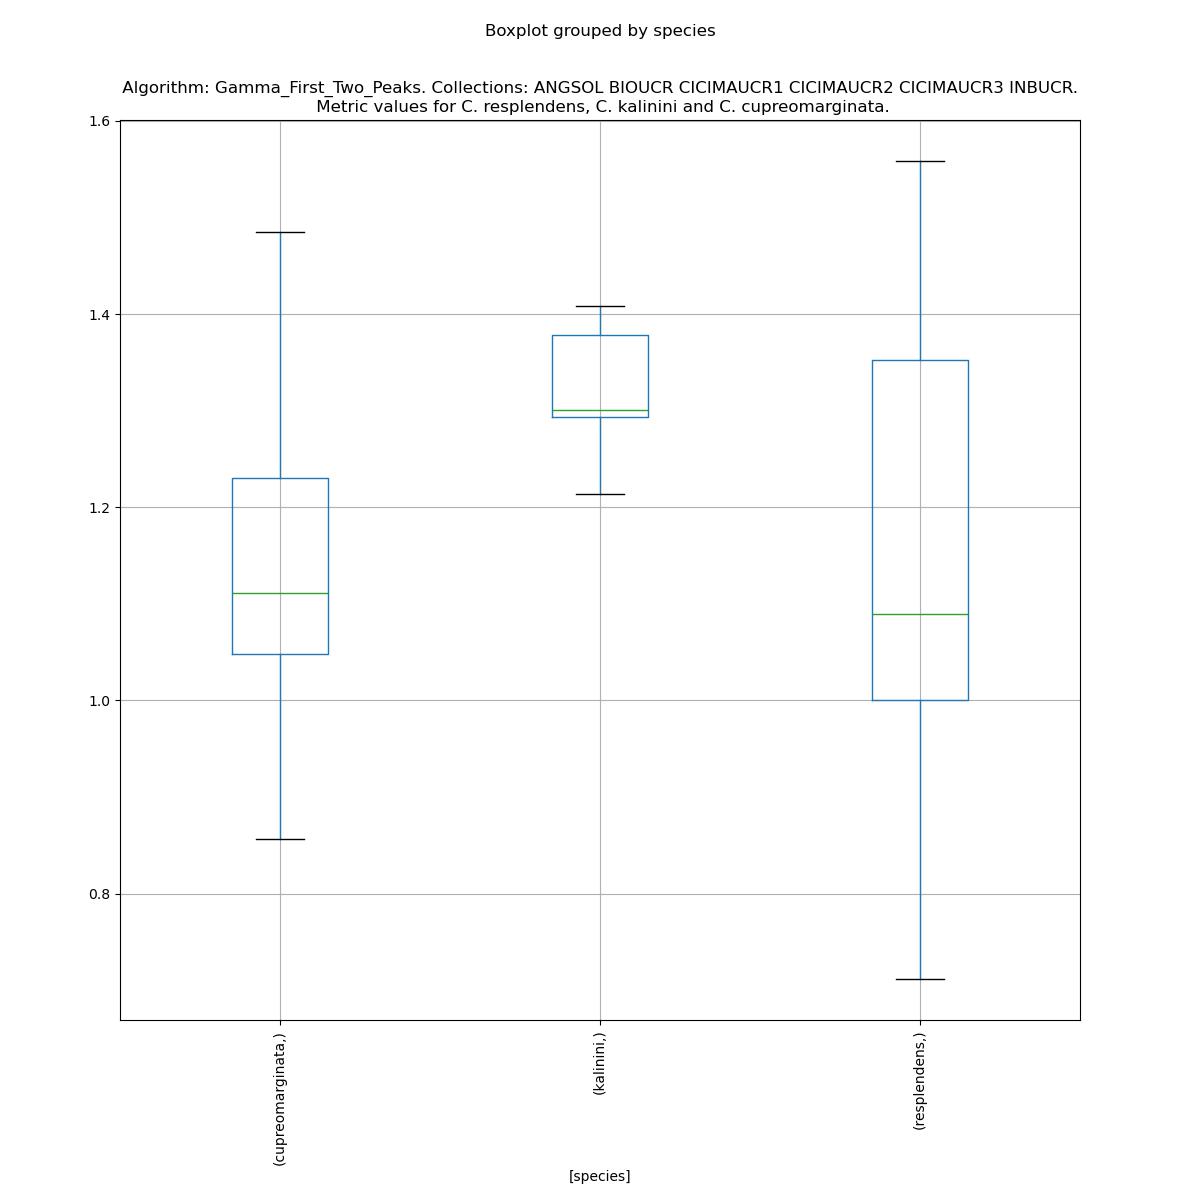 Boxplot grouped by species
Algorithm: Gamma_First_Two_Peaks. Collections: ANGSOL BIOUCR CICIMAUCR1 CICIMAUCR2 CICIMAUCR3 INBUCR.
Metric values for C. resplendens, C. kalinini and C. cupreomarginata.
1.6
1.4
1.2
1.0
0.8
(cupreomarginata,)
(kalinini,)
(resplendens,)
[species]